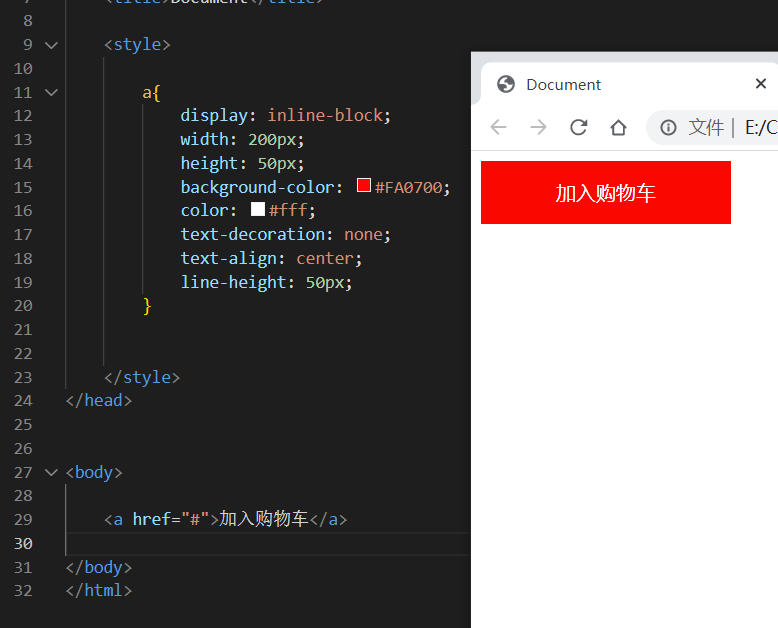 7 <title>Document</title>
8
9 <style>
10
11 a{
12 display: inline-block;
13 width: 200px;
14 height: 50px;
15 background-color: #FA0700;
16 color: #fff;
17 text-decoration: none;
18 text-align: center;
19 line-height: 50px;
20 }
21
22
23 </style>
24 </head>
25
26
27 <body>
28
29 <a href="#">加入购物车</a>
30
31 </body>
32 </html>
Document
文件 | E:/C
加入购物车